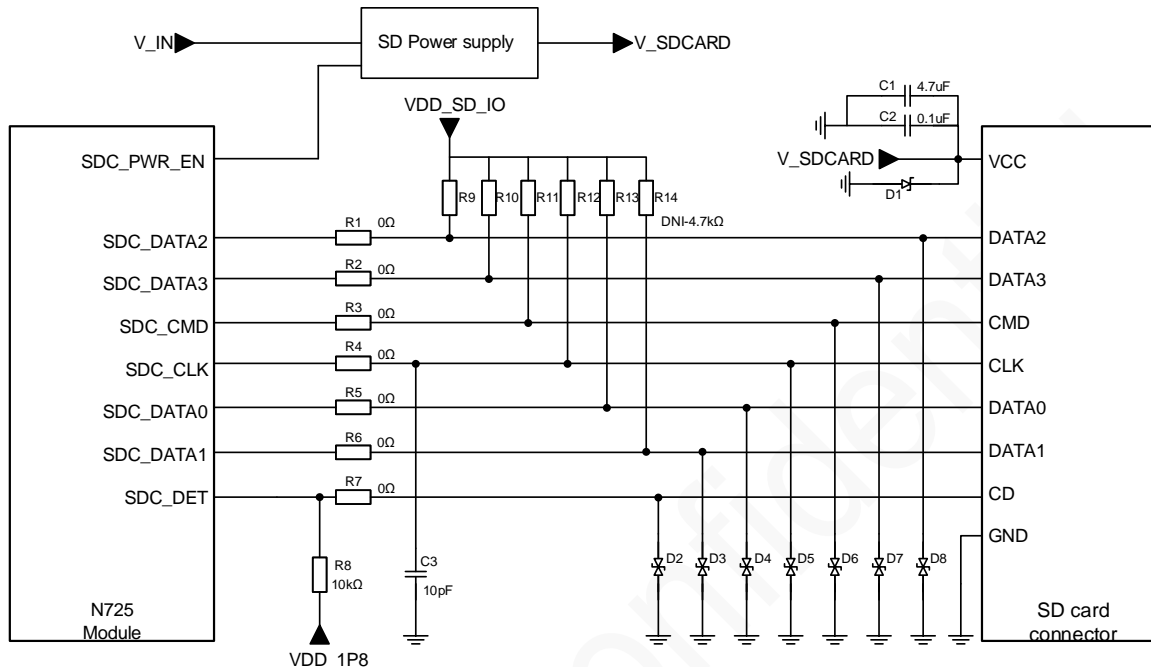 V_IN
SD Power supply
V_SDCARD
VDD_SD_IO
C1
4.7uF
C2
0.1uF
V_SDCARD
D1
SDC_PWR_EN
VCC
R9
R10
R11
R12
R13
R14
DNI-4.7kΩ
SDC_DATA2
R1
0Ω
DATA2
SDC_DATA3
R2
0Ω
DATA3
SDC_CMD
R3
0Ω
CMD
SDC_CLK
R4
0Ω
CLK
SDC_DATA0
R5
0Ω
DATA0
SDC_DATA1
R6
0Ω
DATA1
SDC_DET
R7
0Ω
CD
GND
R8
10kΩ
C3
10pF
D2
D3
D4
D5
D6
D7
D8
N725
Module
VDD_1P8
SD card
connector